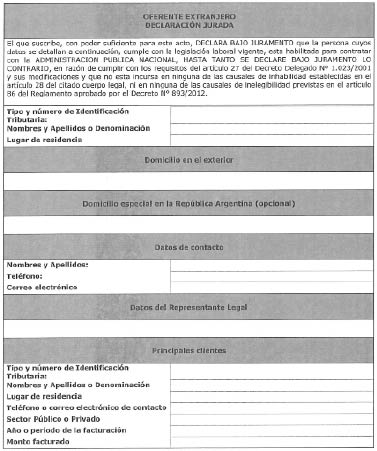 OFERENTE EXTRANJERO
DECLARACIÓN JURADA
El que suscribe, con poder suficiente para este acto, DECLARA BAJO JURAMENTO que la persona cuyos
datos se detallan a continuación, cumple con la legislación laboral vigente, está habilitada para contratar
con la ADMINISTRACION PUBLICA NACIONAL, HASTA TANTO SE DECLARE BAJO JURAMENTO LO
CONTRARIO, en razón de cumplir con los requisitos del artículo 27 del Decreto Delegado Nº 1.023/2001
y sus modificaciones y que no esta incursa en ninguna de las causales de inhabilidad establecidas en el
artículo 28 del citado cuerpo legal, ni en ninguna de las causales de inelegibilidad previstas en el artículo
86 del Reglamento aprobado por el Decreto Nº 893/2012.
Tipo y número de Identificación
Tributaria:
Nombres y Apellidos o Denominación
Lugar de residencia
Domicilio en el exterior
Domicilio especial en la República Argentina (opcional)
Datos de contacto
Nombres y Apellidos:
Teléfono:
Correo electrónico
Datos del Representante Legal
Principales clientes
Tipo y número de Identificación
Tributaria:
Nombres y Apellidos o Denominación
Lugar de residencia
Teléfono o correo electrónico de contacto
Sector Público o Privado
Año o período de la facturación
Monto facturado